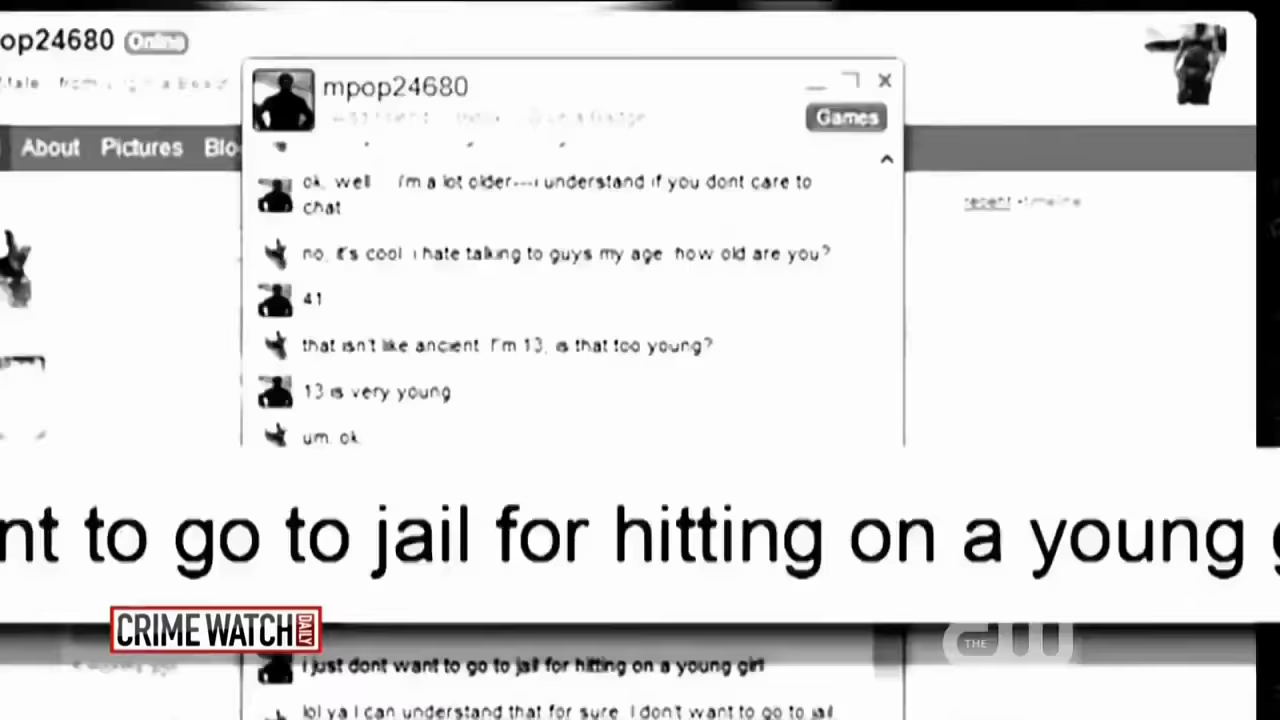 op24680 Online
mpop24680
Games
About Pictures Blo
ok, well I'm a lot older---i understand if you dont care to
chat
recent
no, it's cool i hate talking to guys my age how old are you?
41
that isn't like ancient I'm 13, is that too young?
13 is very young
um, ok
nt to go to jail for hitting on a young g
CRIME WATCH DAILY
THE CW
i just dont want to go to jail for hitting on a young girl
lol ya I can understand that for sure. I don't want to go to jail